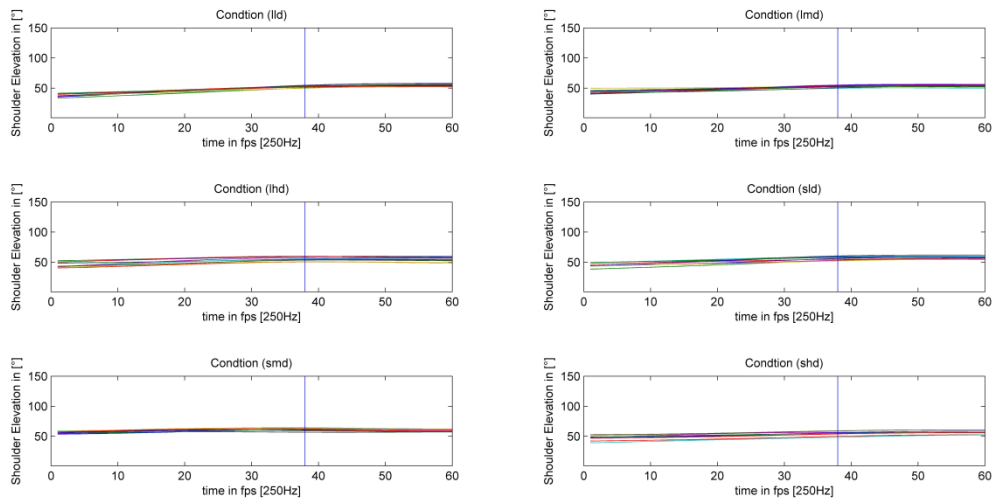 Condtion (lld)
Shoulder Elevation in [°]
150
100
50
0 10 20 30 40 50 60
time in fps [250Hz]
Condtion (lmd)
Shoulder Elevation in [°]
150
100
50
0 10 20 30 40 50 60
time in fps [250Hz]
Condtion (lhd)
Shoulder Elevation in [°]
150
100
50
0 10 20 30 40 50 60
time in fps [250Hz]
Condtion (sld)
Shoulder Elevation in [°]
150
100
50
0 10 20 30 40 50 60
time in fps [250Hz]
Condtion (smd)
Shoulder Elevation in [°]
150
100
50
0 10 20 30 40 50 60
time in fps [250Hz]
Condtion (shd)
Shoulder Elevation in [°]
150
100
50
0 10 20 30 40 50 60
time in fps [250Hz]